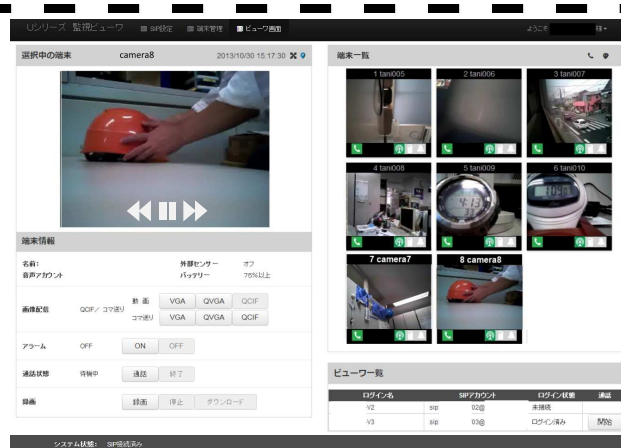 Uシリーズ 監視ビューワ SIP設定 端末管理 ビューワ画面 ようこそ 様
選択中の端末 camera8 2013/10/30 15:17:30
端末一覧
1 tani005 2 tani006 3 tani007
4 tani008 5 tani009 6 tani010
7 camera7 8 camera8
端末情報
名前: 外部センサー オフ
音声アカウント バッテリー 76%以上
画像配信 QCIF/ コマ送り 動 画 VGA QVGA QCIF
コマ送り VGA QVGA QCIF
アラーム OFF ON OFF
通話状態 待機中 通話 終了
録画 録画 停止 ダウンロード
ビューワ一覧
ログイン名 SIPアカウント ログイン状態 通話
-V2 sip 02@ 未接続
-V3 sip 03@ ログイン済み 開始
システム状態: SIP接続済み